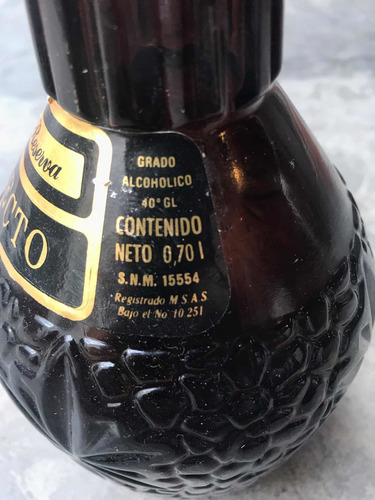 Reserva
CTO
GRADO
ALCOHOLICO
40° GL
CONTENIDO
NETO 0,70 l
S.N.M. 15554
Registrado M S A S
Bajo el No 10 251